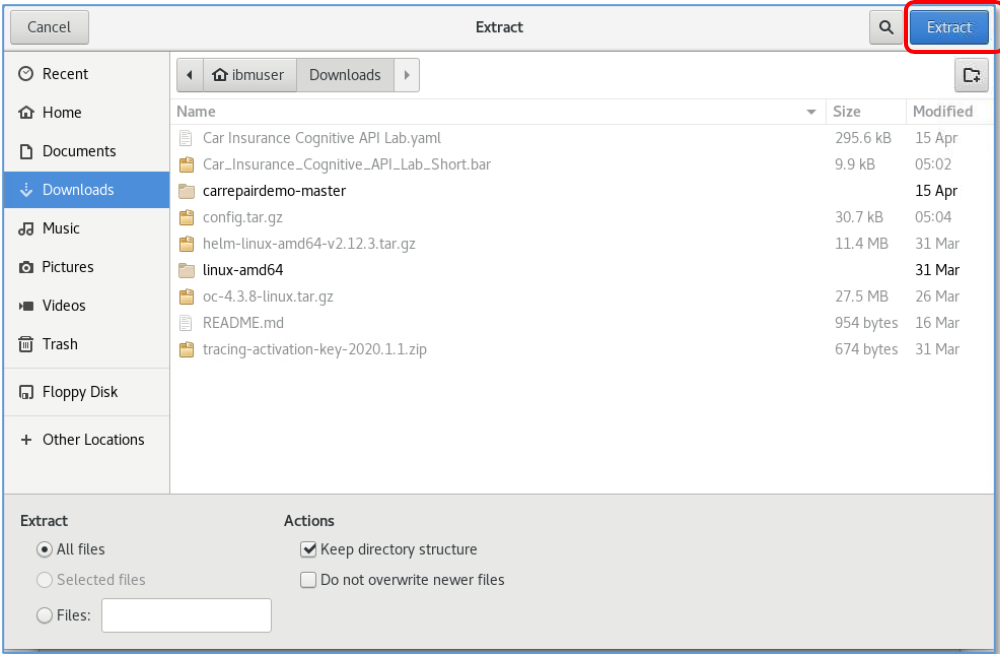 Cancel Extract Extract
Recent
Home
Documents
Downloads
Music
Pictures
Videos
Trash
Floppy Disk
+ Other Locations
ibmuser Downloads
Name Size Modified
Car Insurance Cognitive API Lab.yaml 295.6 kB 15 Apr
Car_Insurance_Cognitive_API_Lab_Short.bar 9.9 kB 05:02
carrepairdemo-master 15 Apr
config.tar.gz 30.7 kB 05:04
helm-linux-amd64-v2.12.3.tar.gz 11.4 MB 31 Mar
linux-amd64 31 Mar
oc-4.3.8-linux.tar.gz 27.5 MB 26 Mar
README.md 954 bytes 16 Mar
tracing-activation-key-2020.1.1.zip 674 bytes 31 Mar
Extract
All files
Selected files
Files:
Actions
Keep directory structure
Do not overwrite newer files